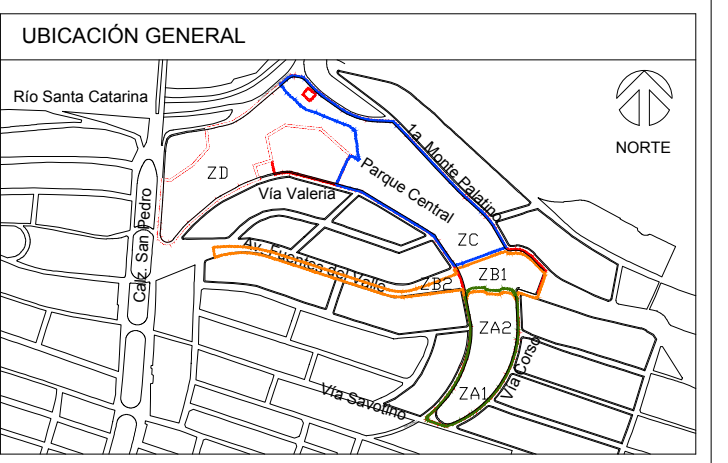 UBICACIÓN GENERAL
Río Santa Catarina
NORTE
1a. Monte Palatino
Parque Central
ZD
Vía Valeria
Calz. San Pedro
ZC
Av. Fuentes del Valle
ZB2
ZB1
ZA2
Vía Corso
Vía Savotino
ZA1